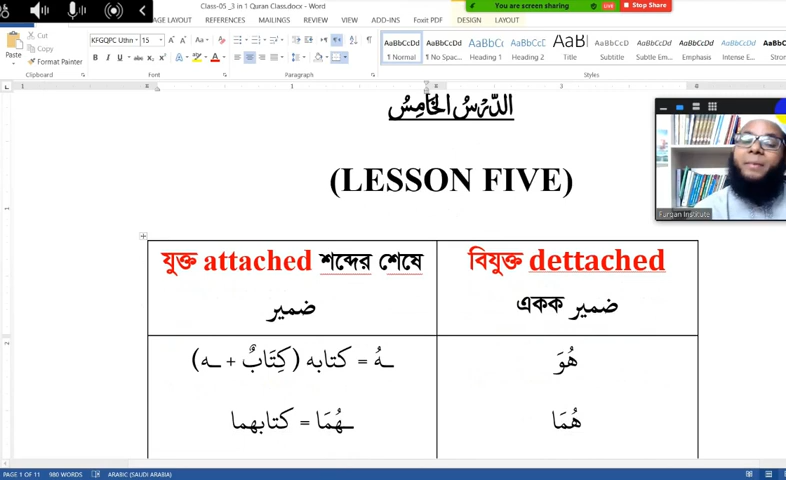 Class-05 _3 in 1 Quran Class.docx - Word
You are screen sharing
Stop Share
PAGE LAYOUT REFERENCES MAILINGS REVIEW VIEW ADD-INS Foxit PDF DESIGN LAYOUT
Cut
Copy
Format Painter
Paste
KFGQPC Uthn 15
AaBbCcDd AaBbCcDd AaBbCc AaBbCcD AaBl AaBbCcD AaBbCcDd AaBbCcDd AaBbCcDd AaBbCc
1 Normal 1 No Spac... Heading 1 Heading 2 Title Subtitle Subtle Em... Emphasis Intense E... Stron
Clipboard Font Paragraph Styles
الدَّرْسُ الْخَامِسُ
(LESSON FIVE)
Furqan Institute
যুক্ত attached শব্দের শেষে
ضمير
বিযুক্ত dettached
একক ضمير
ـهُ = كتابه (كِتَابٌ + ـه)
هُوَ
ـهُمَا = كتابهما
هُمَا
PAGE 1 OF 11 980 WORDS ARABIC (SAUDI ARABIA)